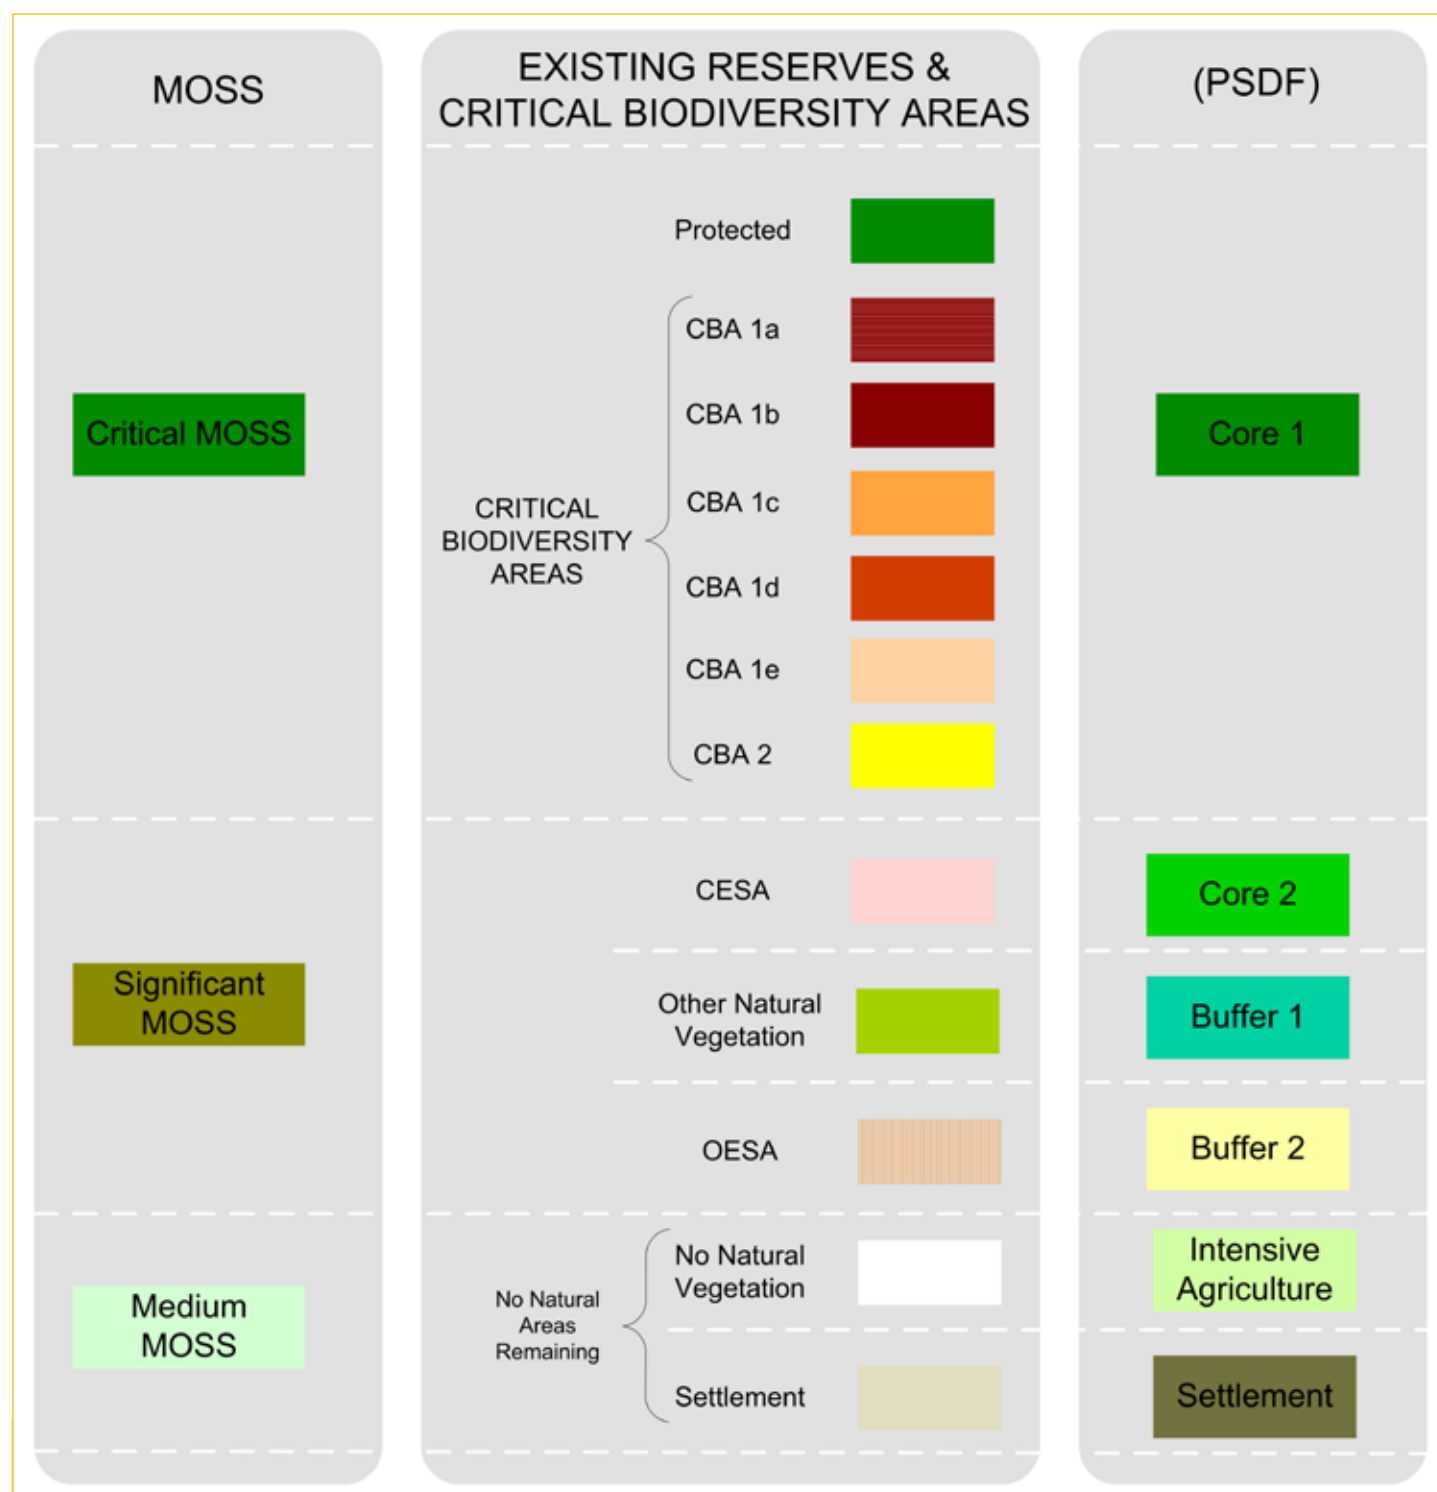 MOSS
EXISTING RESERVES &
CRITICAL BIODIVERSITY AREAS
(PSDF)
Protected
CBA 1a
CBA 1b
CBA 1c
CBA 1d
CBA 1e
CBA 2
CRITICAL
BIODIVERSITY
AREAS
Critical MOSS
Core 1
Significant
MOSS
CESA
Core 2
Other Natural
Vegetation
Buffer 1
OESA
Buffer 2
Medium
MOSS
No Natural
Areas
Remaining
No Natural
Vegetation
Intensive
Agriculture
Settlement
Settlement